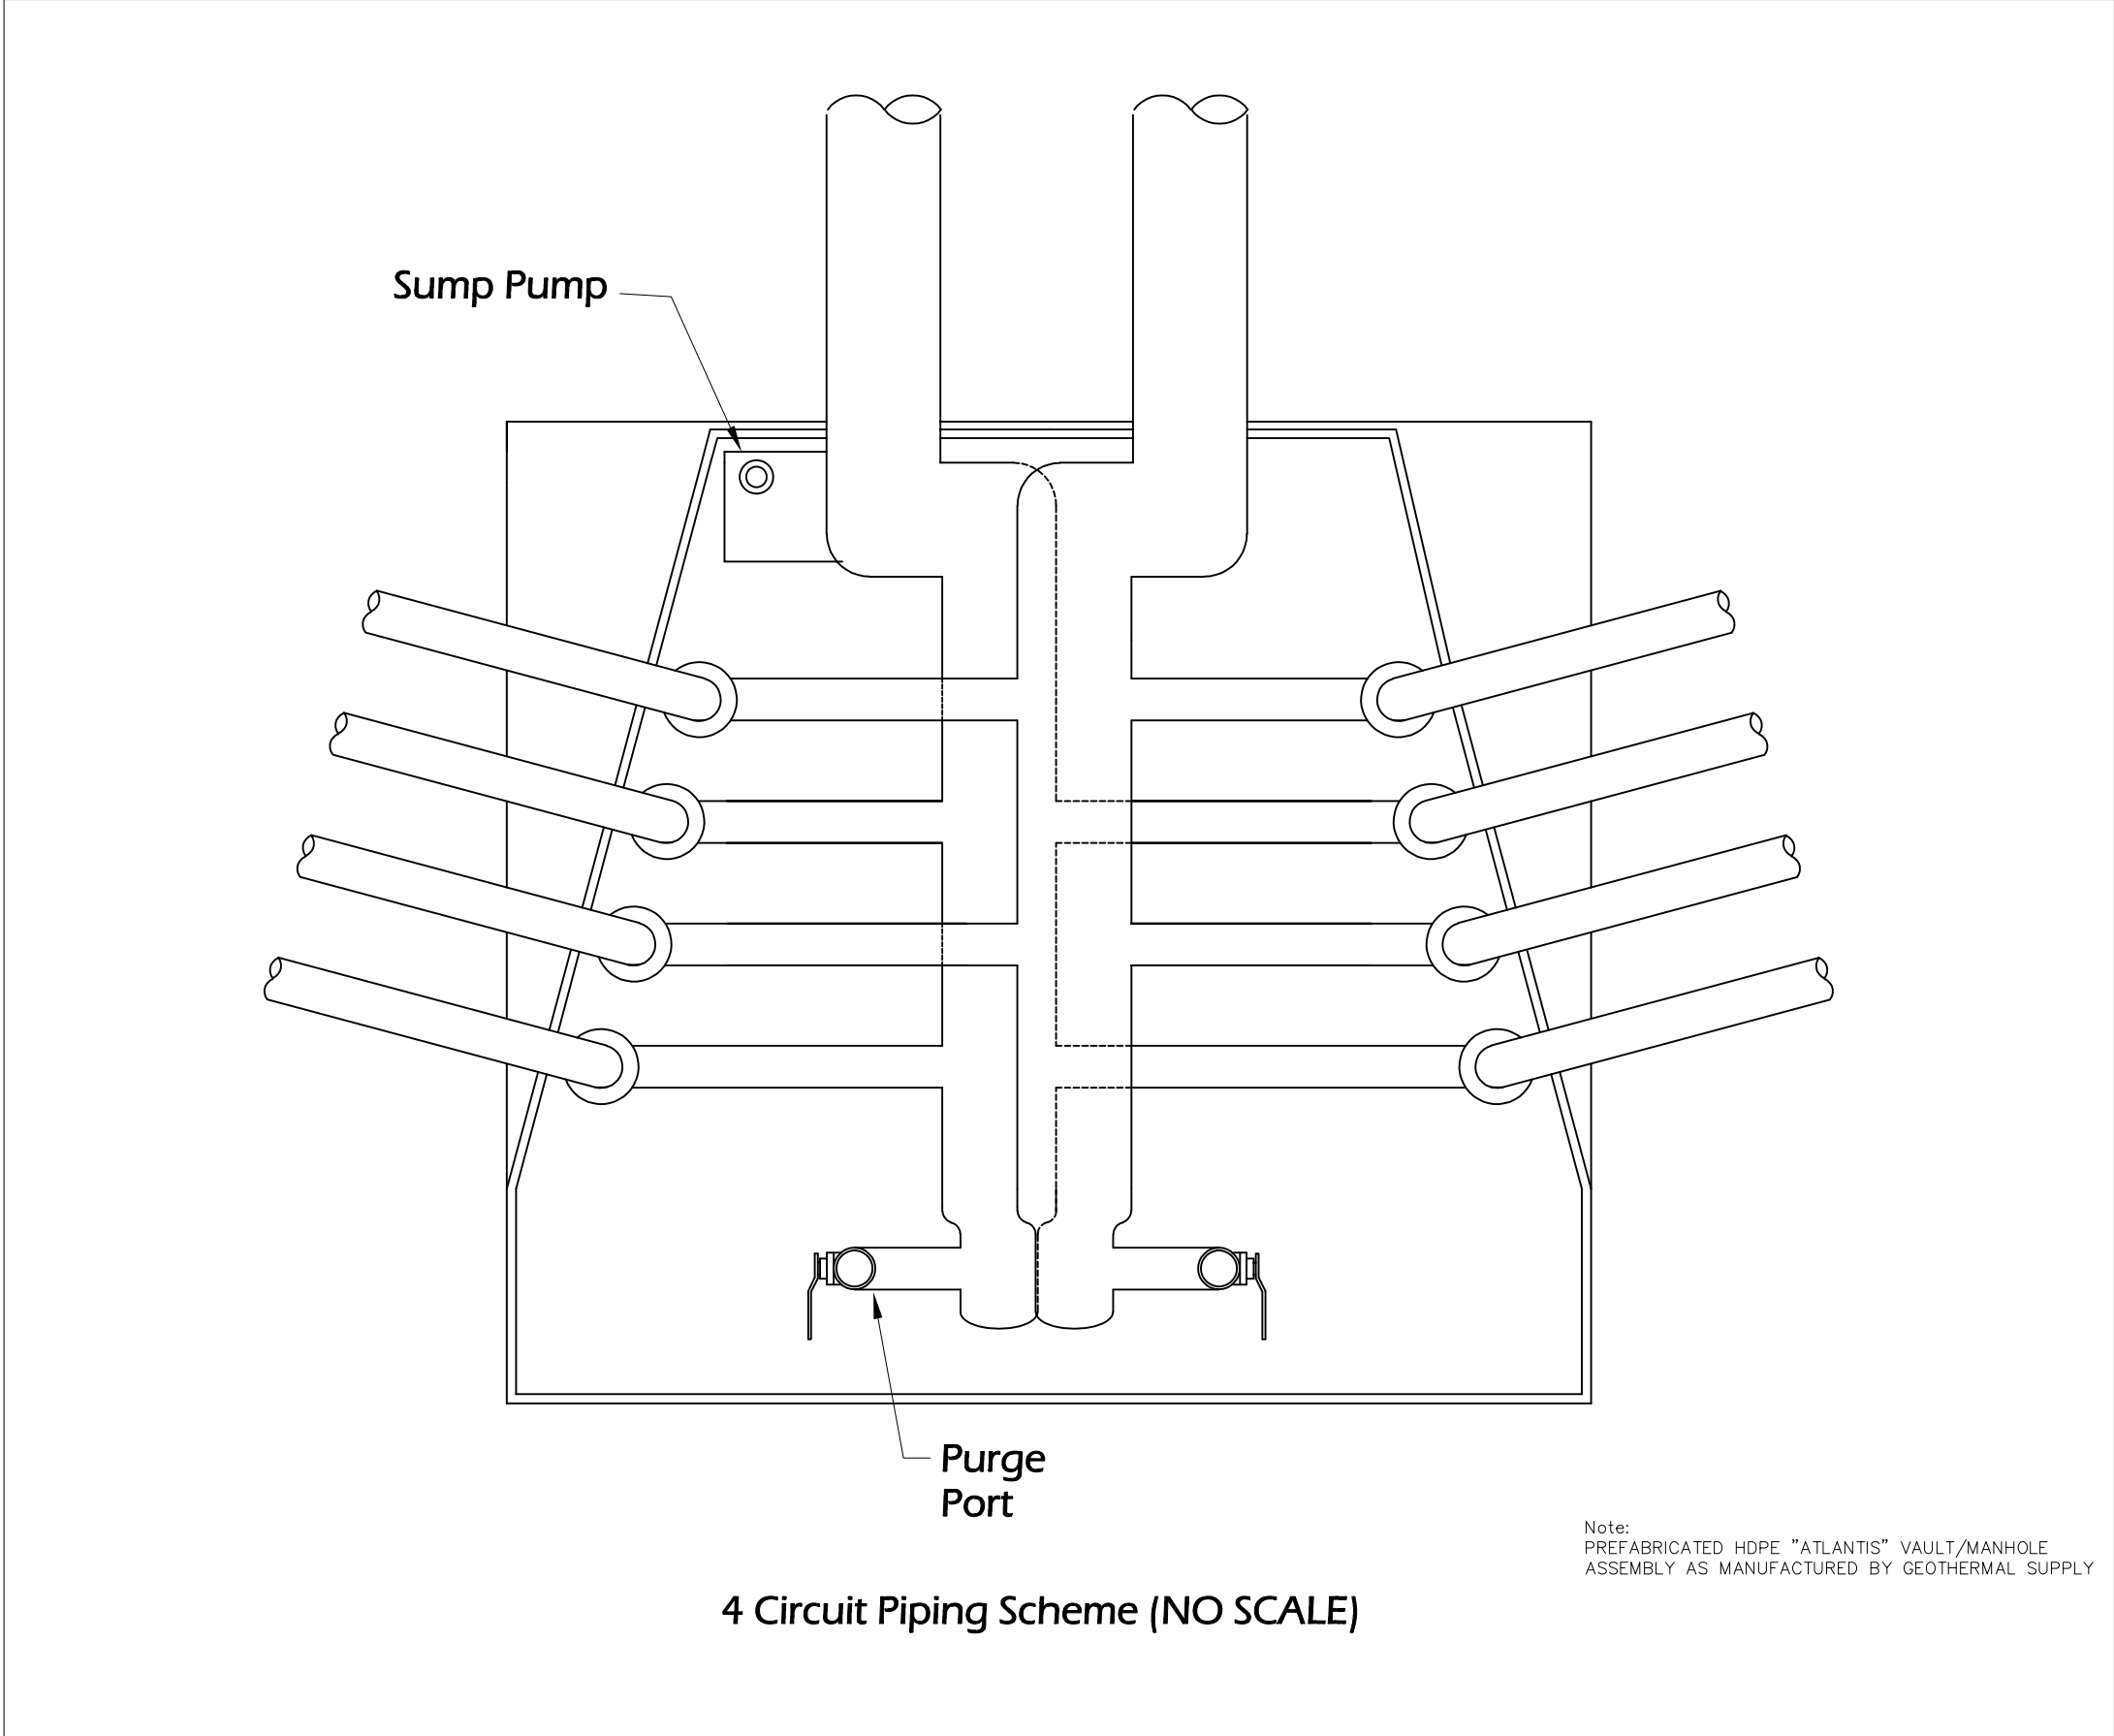 Sump Pump
Purge
Port
Note:
PREFABRICATED HDPE "ATLANTIS" VAULT/MANHOLE
ASSEMBLY AS MANUFACTURED BY GEOTHERMAL SUPPLY
4 Circuit Piping Scheme (NO SCALE)